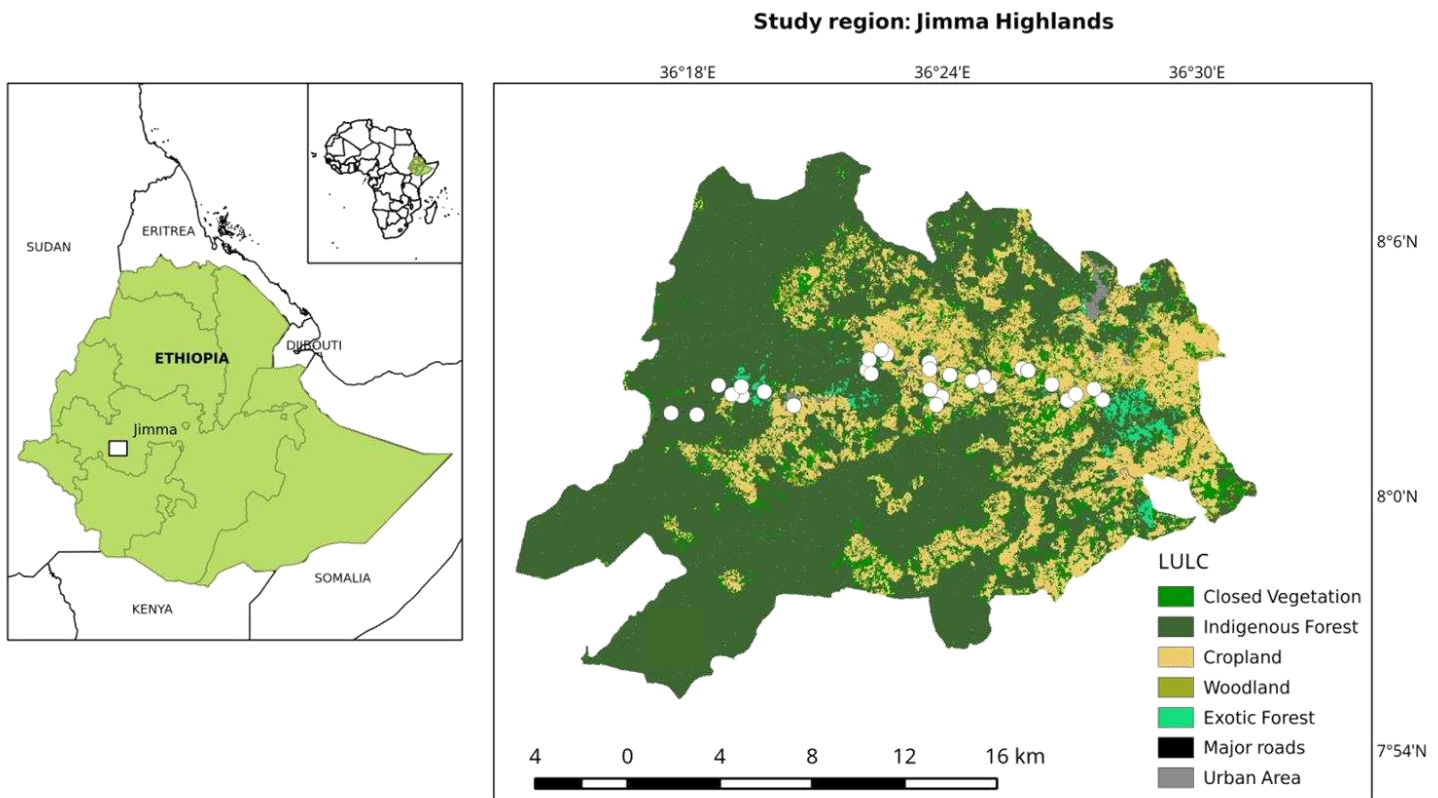 Study region: Jimma Highlands
36°18'E
36°24'E
36°30'E
SUDAN
ERITREA
8°6'N
DJIBOUTI
ETHIOPIA
Jimma
8°0'N
SOMALIA
KENYA
LULC
Closed Vegetation
Indigenous Forest
Cropland
Woodland
Exotic Forest
Major roads
Urban Area
7°54'N
4 0 4 8 12 16 km